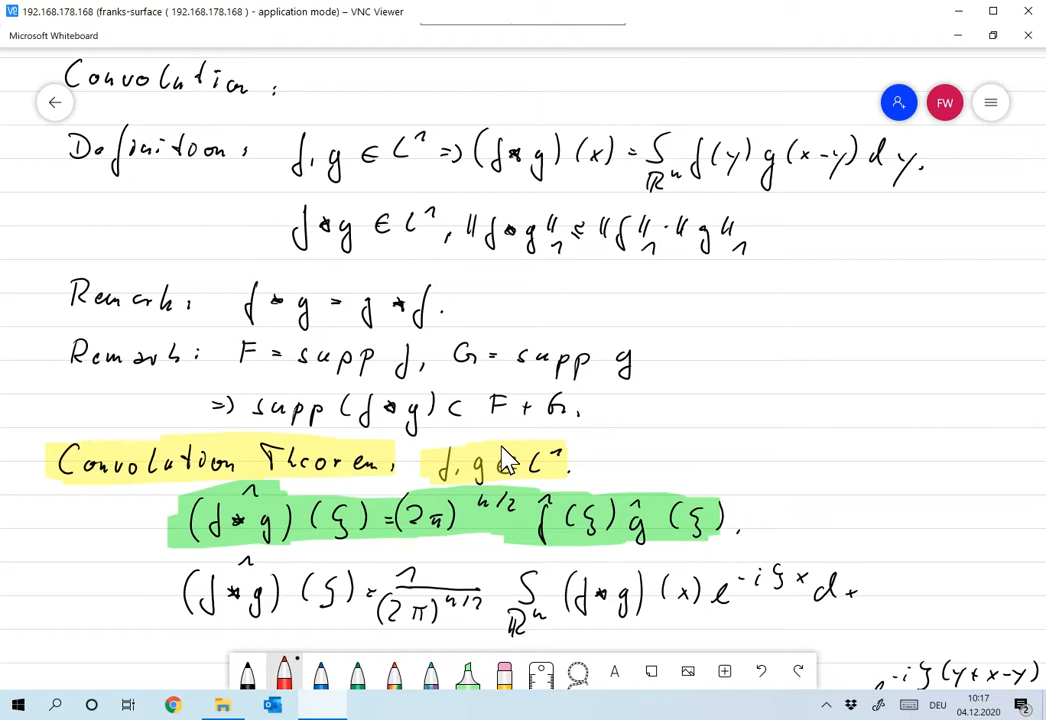 192.168.178.168 (franks-surface ( 192.168.178.168 ) - application mode) – VNC Viewer
Microsoft Whiteboard
Convolution:
FW
Definition: f, g ∈ L¹ ⇒ (f * g)(x) = ∫_{ℝⁿ} f(y) g(x-y) dy.
f * g ∈ L¹, ‖f * g‖₁ ≤ ‖f‖₁ · ‖g‖₁
Remark: f * g = g * f.
Remark: F = supp f, G = supp g
⇒ supp (f * g) ⊂ F + G.
Convolution Theorem: f, g ∈ L¹.
(f * g)^ (ξ) = (2π)^{n/2} f̂(ξ) ĝ(ξ).
(f * g)^ (ξ) = 1/(2π)^{n/2} ∫_{ℝⁿ} (f * g)(x) e^{-iξx} dx
e^{-iξ(y+x-y)}
A
DEU
10:17
04.12.2020
2